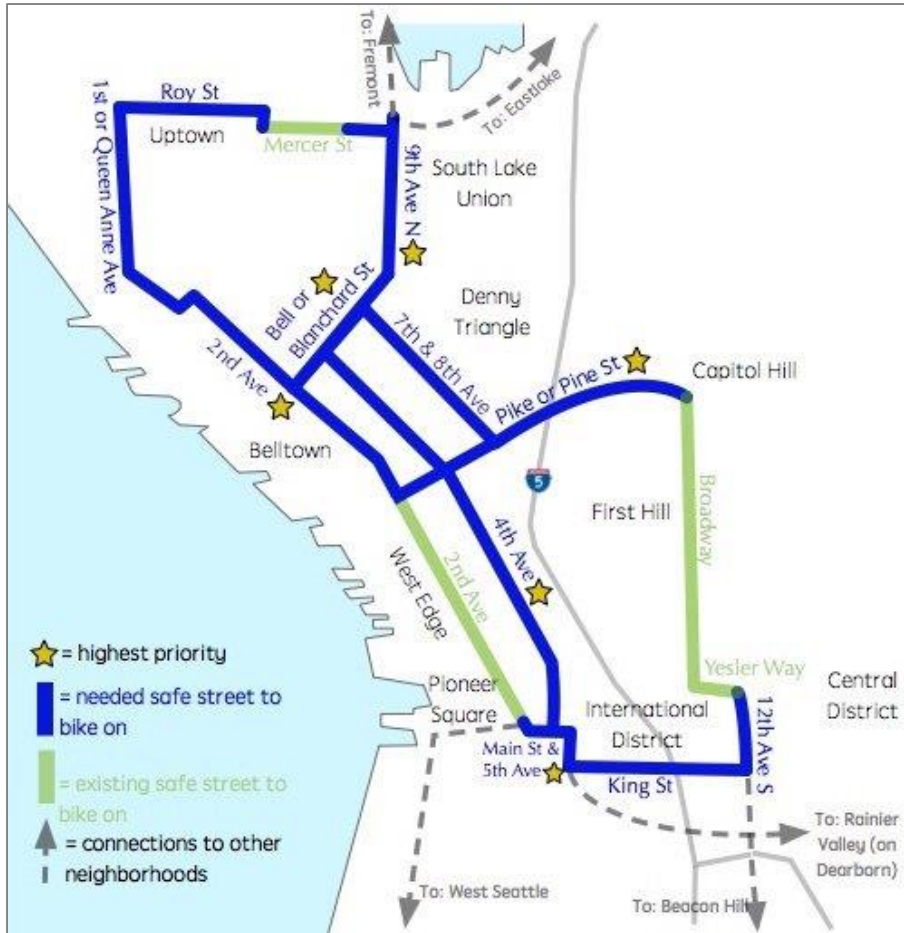 To: Fremont
To: Eastlake
Roy St
Uptown
Mercer St
1st or Queen Anne Ave
9th Ave N
South Lake
Union
Bell or
Blanchard St
Denny
Triangle
7th & 8th Ave
2nd Ave
Pike or Pine St
Capitol Hill
Belltown
5
First Hill
Broadway
4th Ave
2nd Ave
West Edge
= highest priority
= needed safe street to
bike on
= existing safe street to
bike on
= connections to other
neighborhoods
Pioneer
Square
Yesler Way
Central
District
International
District
12th Ave S
Main St &
5th Ave
King St
To: Rainier
Valley (on
Dearborn)
To: West Seattle
To: Beacon Hill